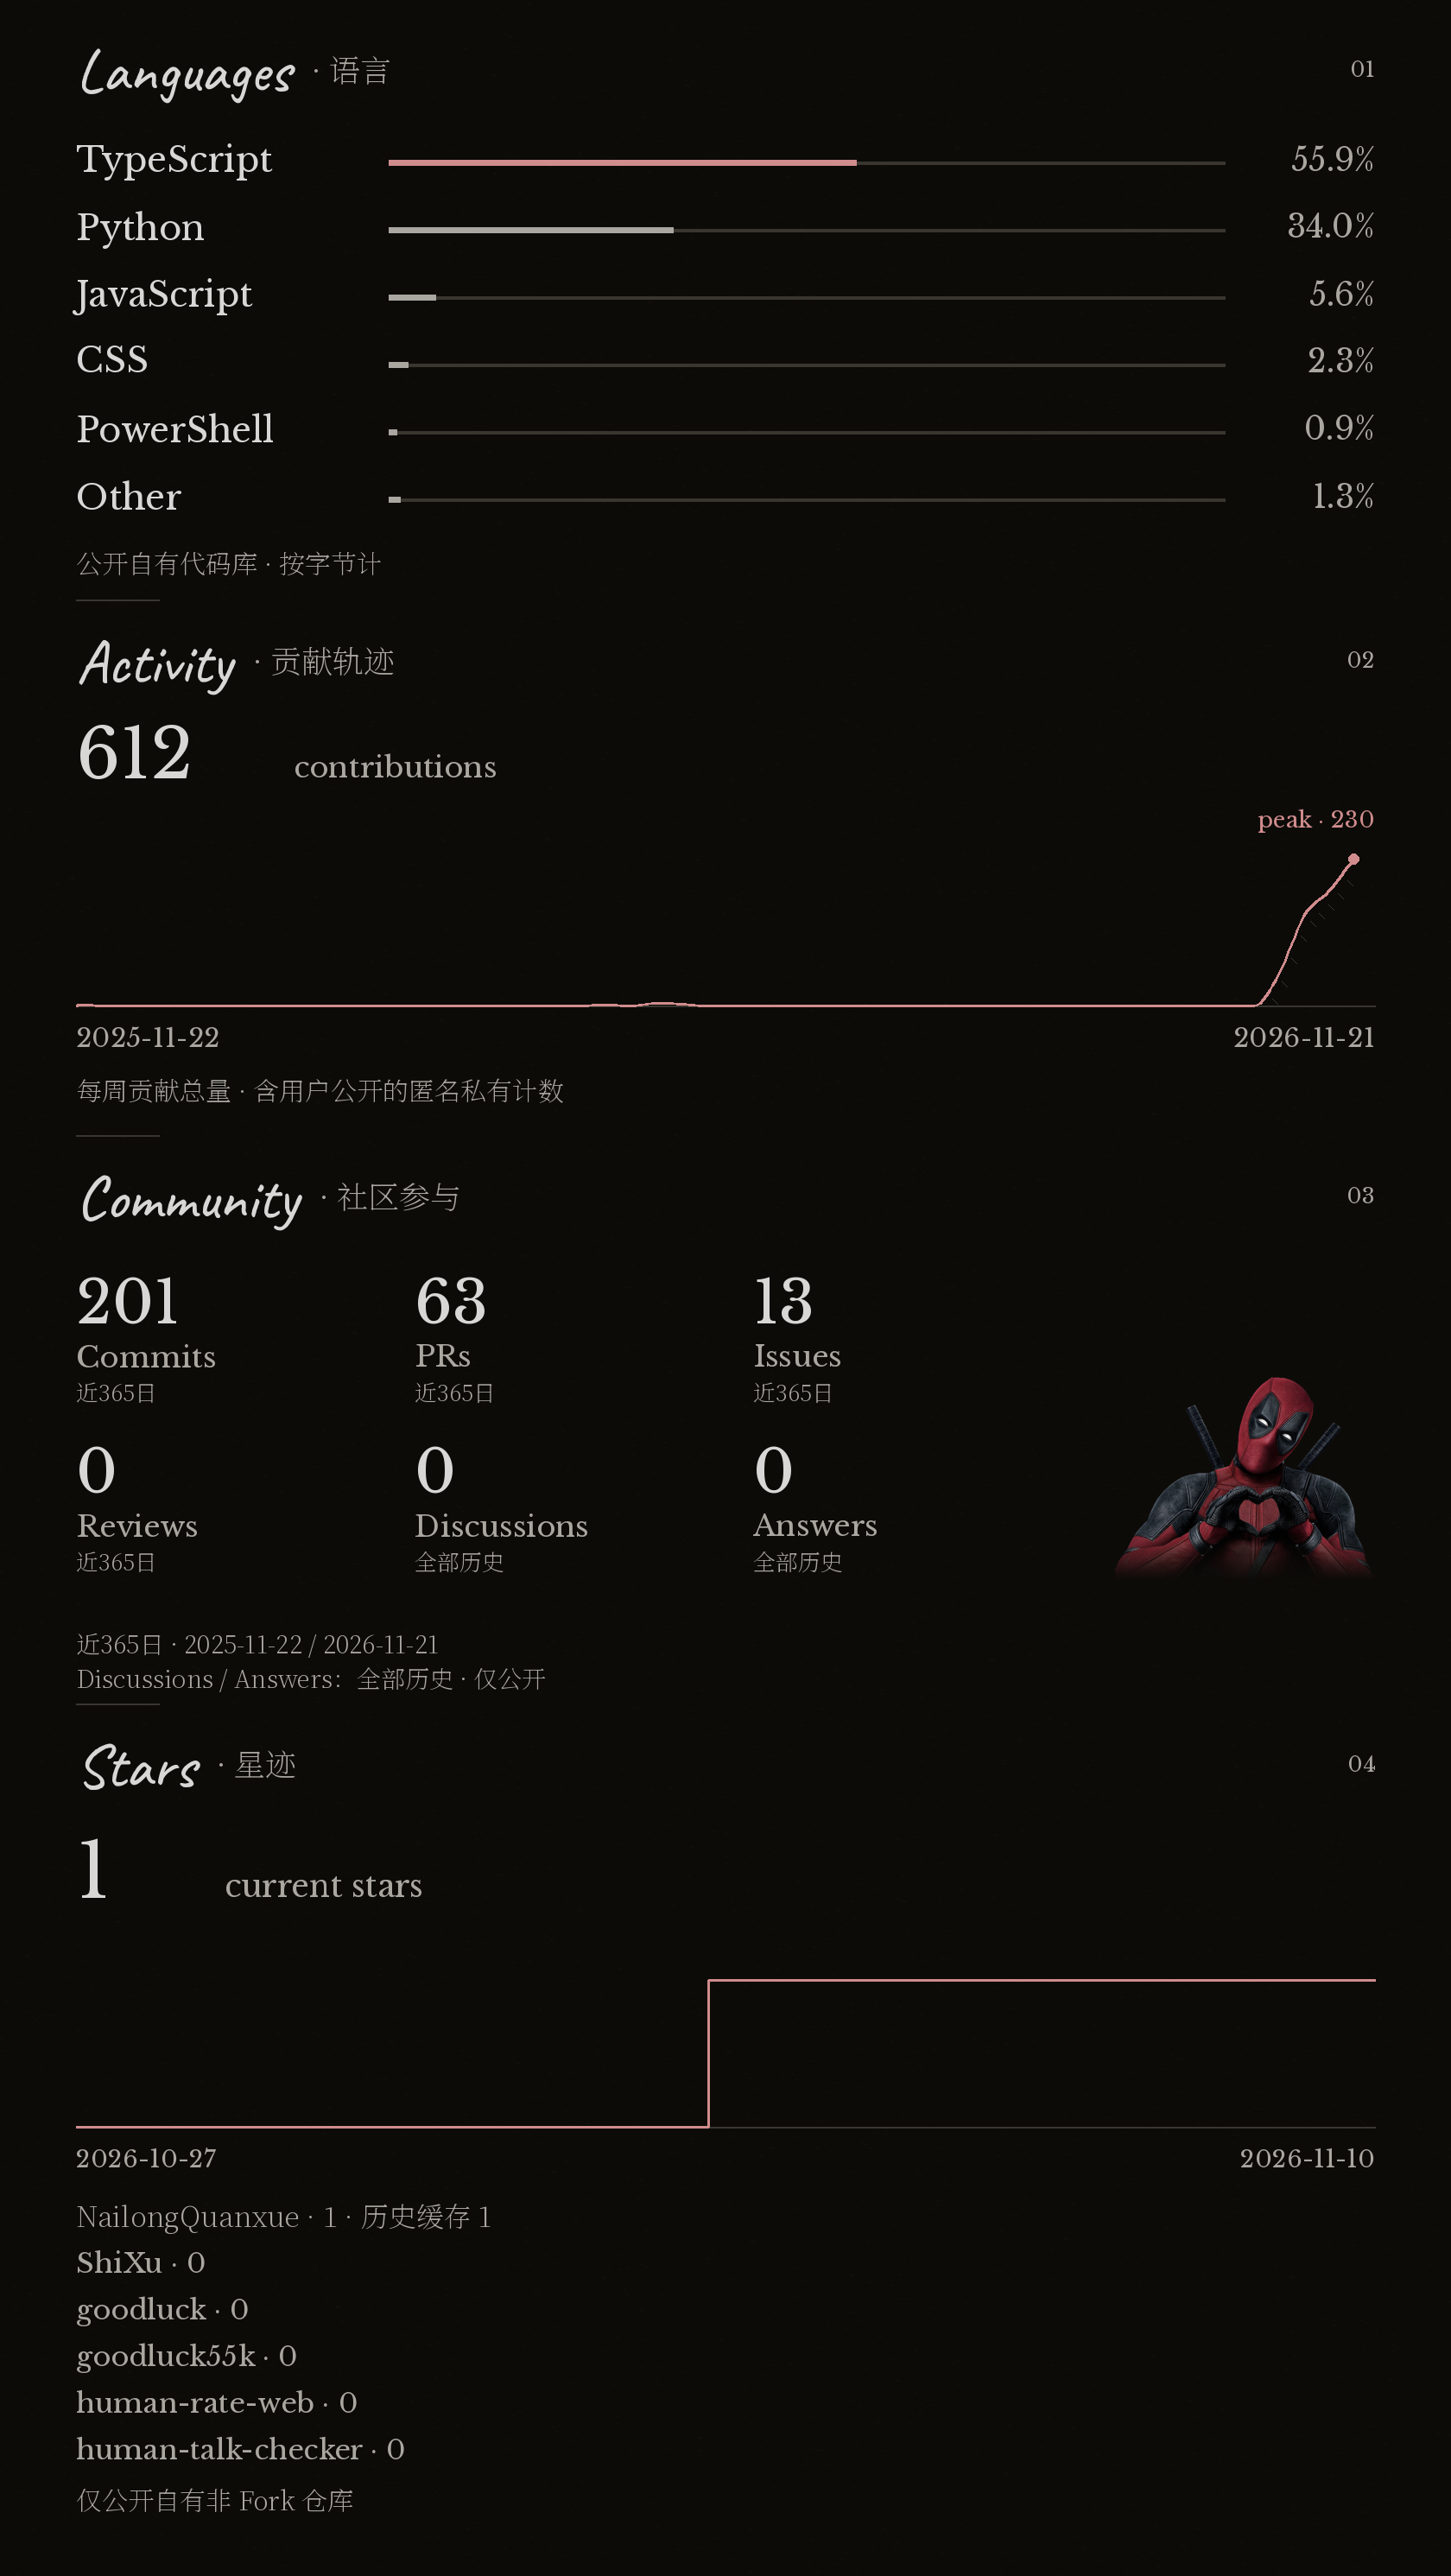 Languages · 语言 01
TypeScript 55.9%
Python 34.0%
JavaScript 5.6%
CSS 2.3%
PowerShell 0.9%
Other 1.3%
公开自有代码库 · 按字节计
Activity · 贡献轨迹 02
612 contributions
peak · 230
2025-11-22 2026-11-21
每周贡献总量 · 含用户公开的匿名私有计数
Community · 社区参与 03
201 63 13
Commits PRs Issues
近365日 近365日 近365日
0 0 0
Reviews Discussions Answers
近365日 全部历史 全部历史
近365日 · 2025-11-22 / 2026-11-21
Discussions / Answers：全部历史 · 仅公开
Stars · 星迹 04
1 current stars
2026-10-27 2026-11-10
NailongQuanxue · 1 · 历史缓存 1
ShiXu · 0
goodluck · 0
goodluck55k · 0
human-rate-web · 0
human-talk-checker · 0
仅公开自有非 Fork 仓库